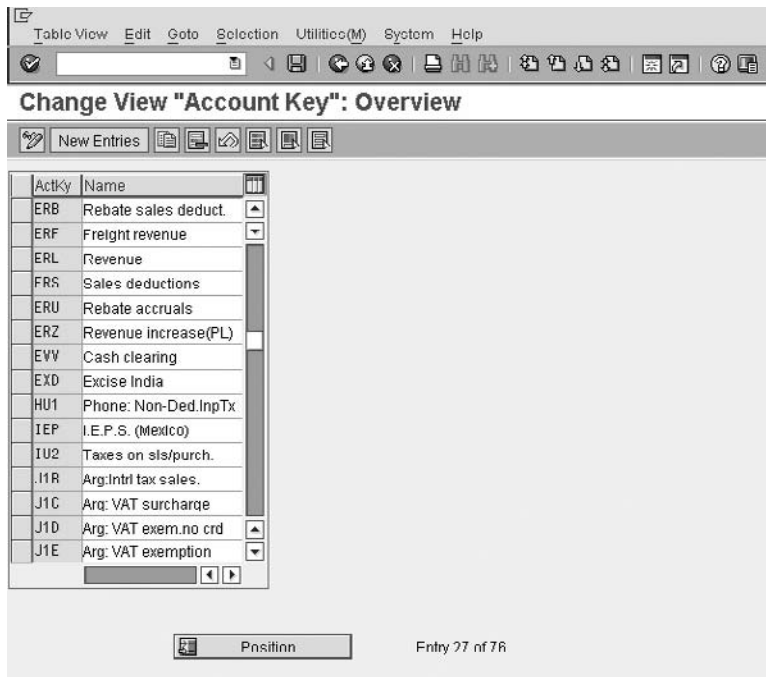 Table View Edit Goto Selection Utilities(M) System Help
Change View "Account Key": Overview
New Entries
ActKy Name
ERB Rebate sales deduct.
ERF Freight revenue
ERL Revenue
ERS Sales deductions
ERU Rebate accruals
ERZ Revenue increase(PL)
EVV Cash clearing
EXD Excise India
HU1 Phone: Non-Ded.InpTx
IEP I.E.P.S. (Mexico)
IU2 Taxes on sls/purch.
J1B Arg:Intrl tax sales.
J1C Arg: VAT surcharge
J1D Arg: VAT exem.no crd
J1E Arg: VAT exemption
Position Entry 27 of 76